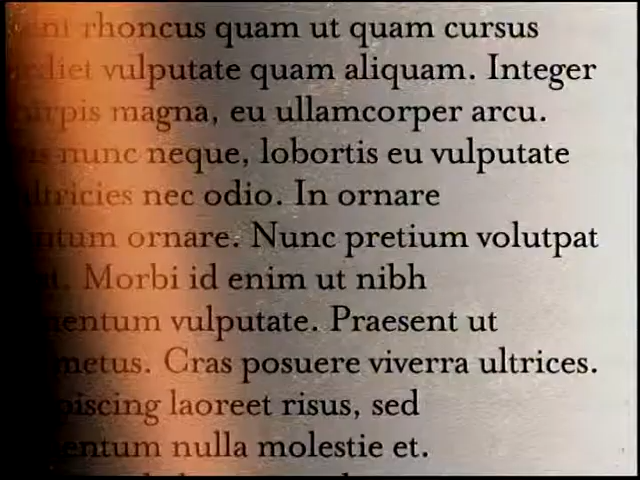 rhoncus quam ut quam cursus
vulputate quam aliquam. Integer
magna, eu ullamcorper arcu.
nunc neque, lobortis eu vulputate
ultricies nec odio. In ornare
ornare. Nunc pretium volutpat
Morbi id enim ut nibh
vulputate. Praesent ut
metus. Cras posuere viverra ultrices.
laoreet risus, sed
nulla molestie et.